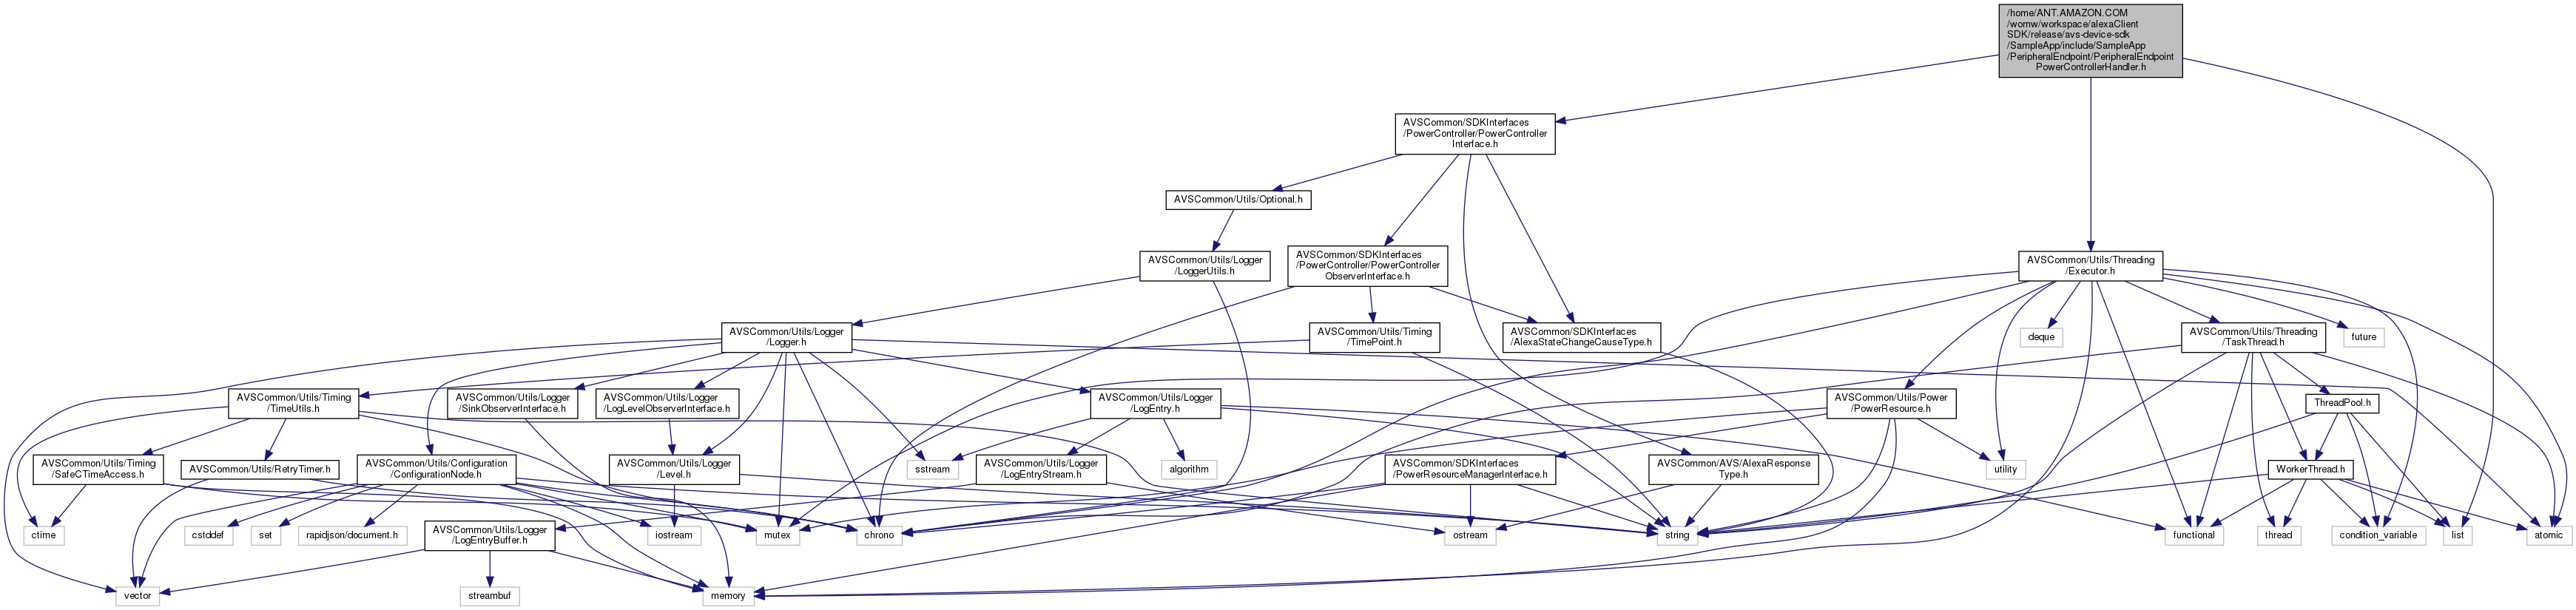 /home/ANT.AMAZON.COM
/womw/workspace/alexaClient
SDK/release/avs-device-sdk
/SampleApp/include/SampleApp
/PeripheralEndpoint/PeripheralEndpoint
PowerControllerHandler.h
AVSCommon/SDKInterfaces
/PowerController/PowerController
Interface.h
AVSCommon/Utils/Optional.h
AVSCommon/Utils/Logger
/LoggerUtils.h
AVSCommon/SDKInterfaces
/PowerController/PowerController
ObserverInterface.h
AVSCommon/Utils/Threading
/Executor.h
AVSCommon/Utils/Logger
/Logger.h
AVSCommon/Utils/Timing
/TimePoint.h
AVSCommon/SDKInterfaces
/AlexaStateChangeCauseType.h
deque
AVSCommon/Utils/Threading
/TaskThread.h
future
AVSCommon/Utils/Timing
/TimeUtils.h
AVSCommon/Utils/Logger
/SinkObserverInterface.h
AVSCommon/Utils/Logger
/LogLevelObserverInterface.h
AVSCommon/Utils/Logger
/LogEntry.h
AVSCommon/Utils/Power
/PowerResource.h
ThreadPool.h
AVSCommon/Utils/Timing
/SafeCTimeAccess.h
AVSCommon/Utils/RetryTimer.h
AVSCommon/Utils/Configuration
/ConfigurationNode.h
AVSCommon/Utils/Logger
/Level.h
sstream
AVSCommon/Utils/Logger
/LogEntryStream.h
algorithm
AVSCommon/SDKInterfaces
/PowerResourceManagerInterface.h
AVSCommon/AVS/AlexaResponse
Type.h
utility
WorkerThread.h
ctime
cstddef
set
rapidjson/document.h
AVSCommon/Utils/Logger
/LogEntryBuffer.h
iostream
mutex
chrono
ostream
string
functional
thread
condition_variable
list
atomic
vector
streambuf
memory